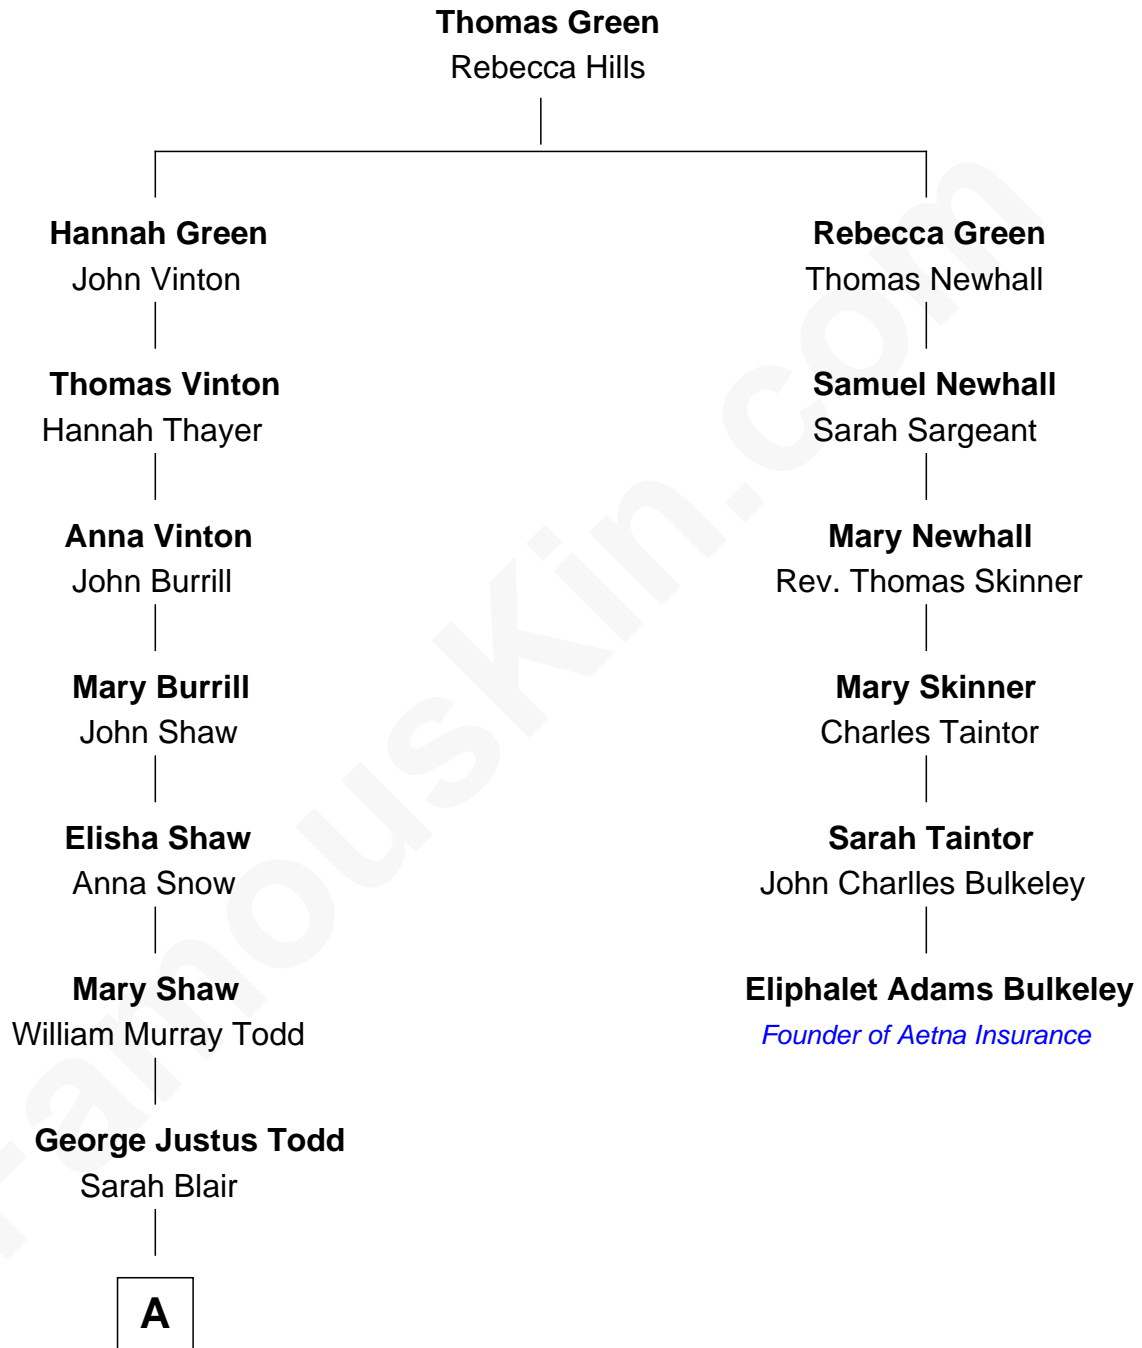 Thomas Green
Rebecca Hills
Hannah Green
John Vinton
Thomas Vinton
Hannah Thayer
Anna Vinton
John Burrill
Mary Burrill
John Shaw
Elisha Shaw
Anna Snow
Mary Shaw
William Murray Todd
George Justus Todd
Sarah Blair
A
Rebecca Green
Thomas Newhall
Samuel Newhall
Sarah Sargeant
Mary Newhall
Rev. Thomas Skinner
Mary Skinner
Charles Taintor
Sarah Taintor
John Charlles Bulkeley
Eliphalet Adams Bulkeley
Founder of Aetna Insurance
FamousKin.com